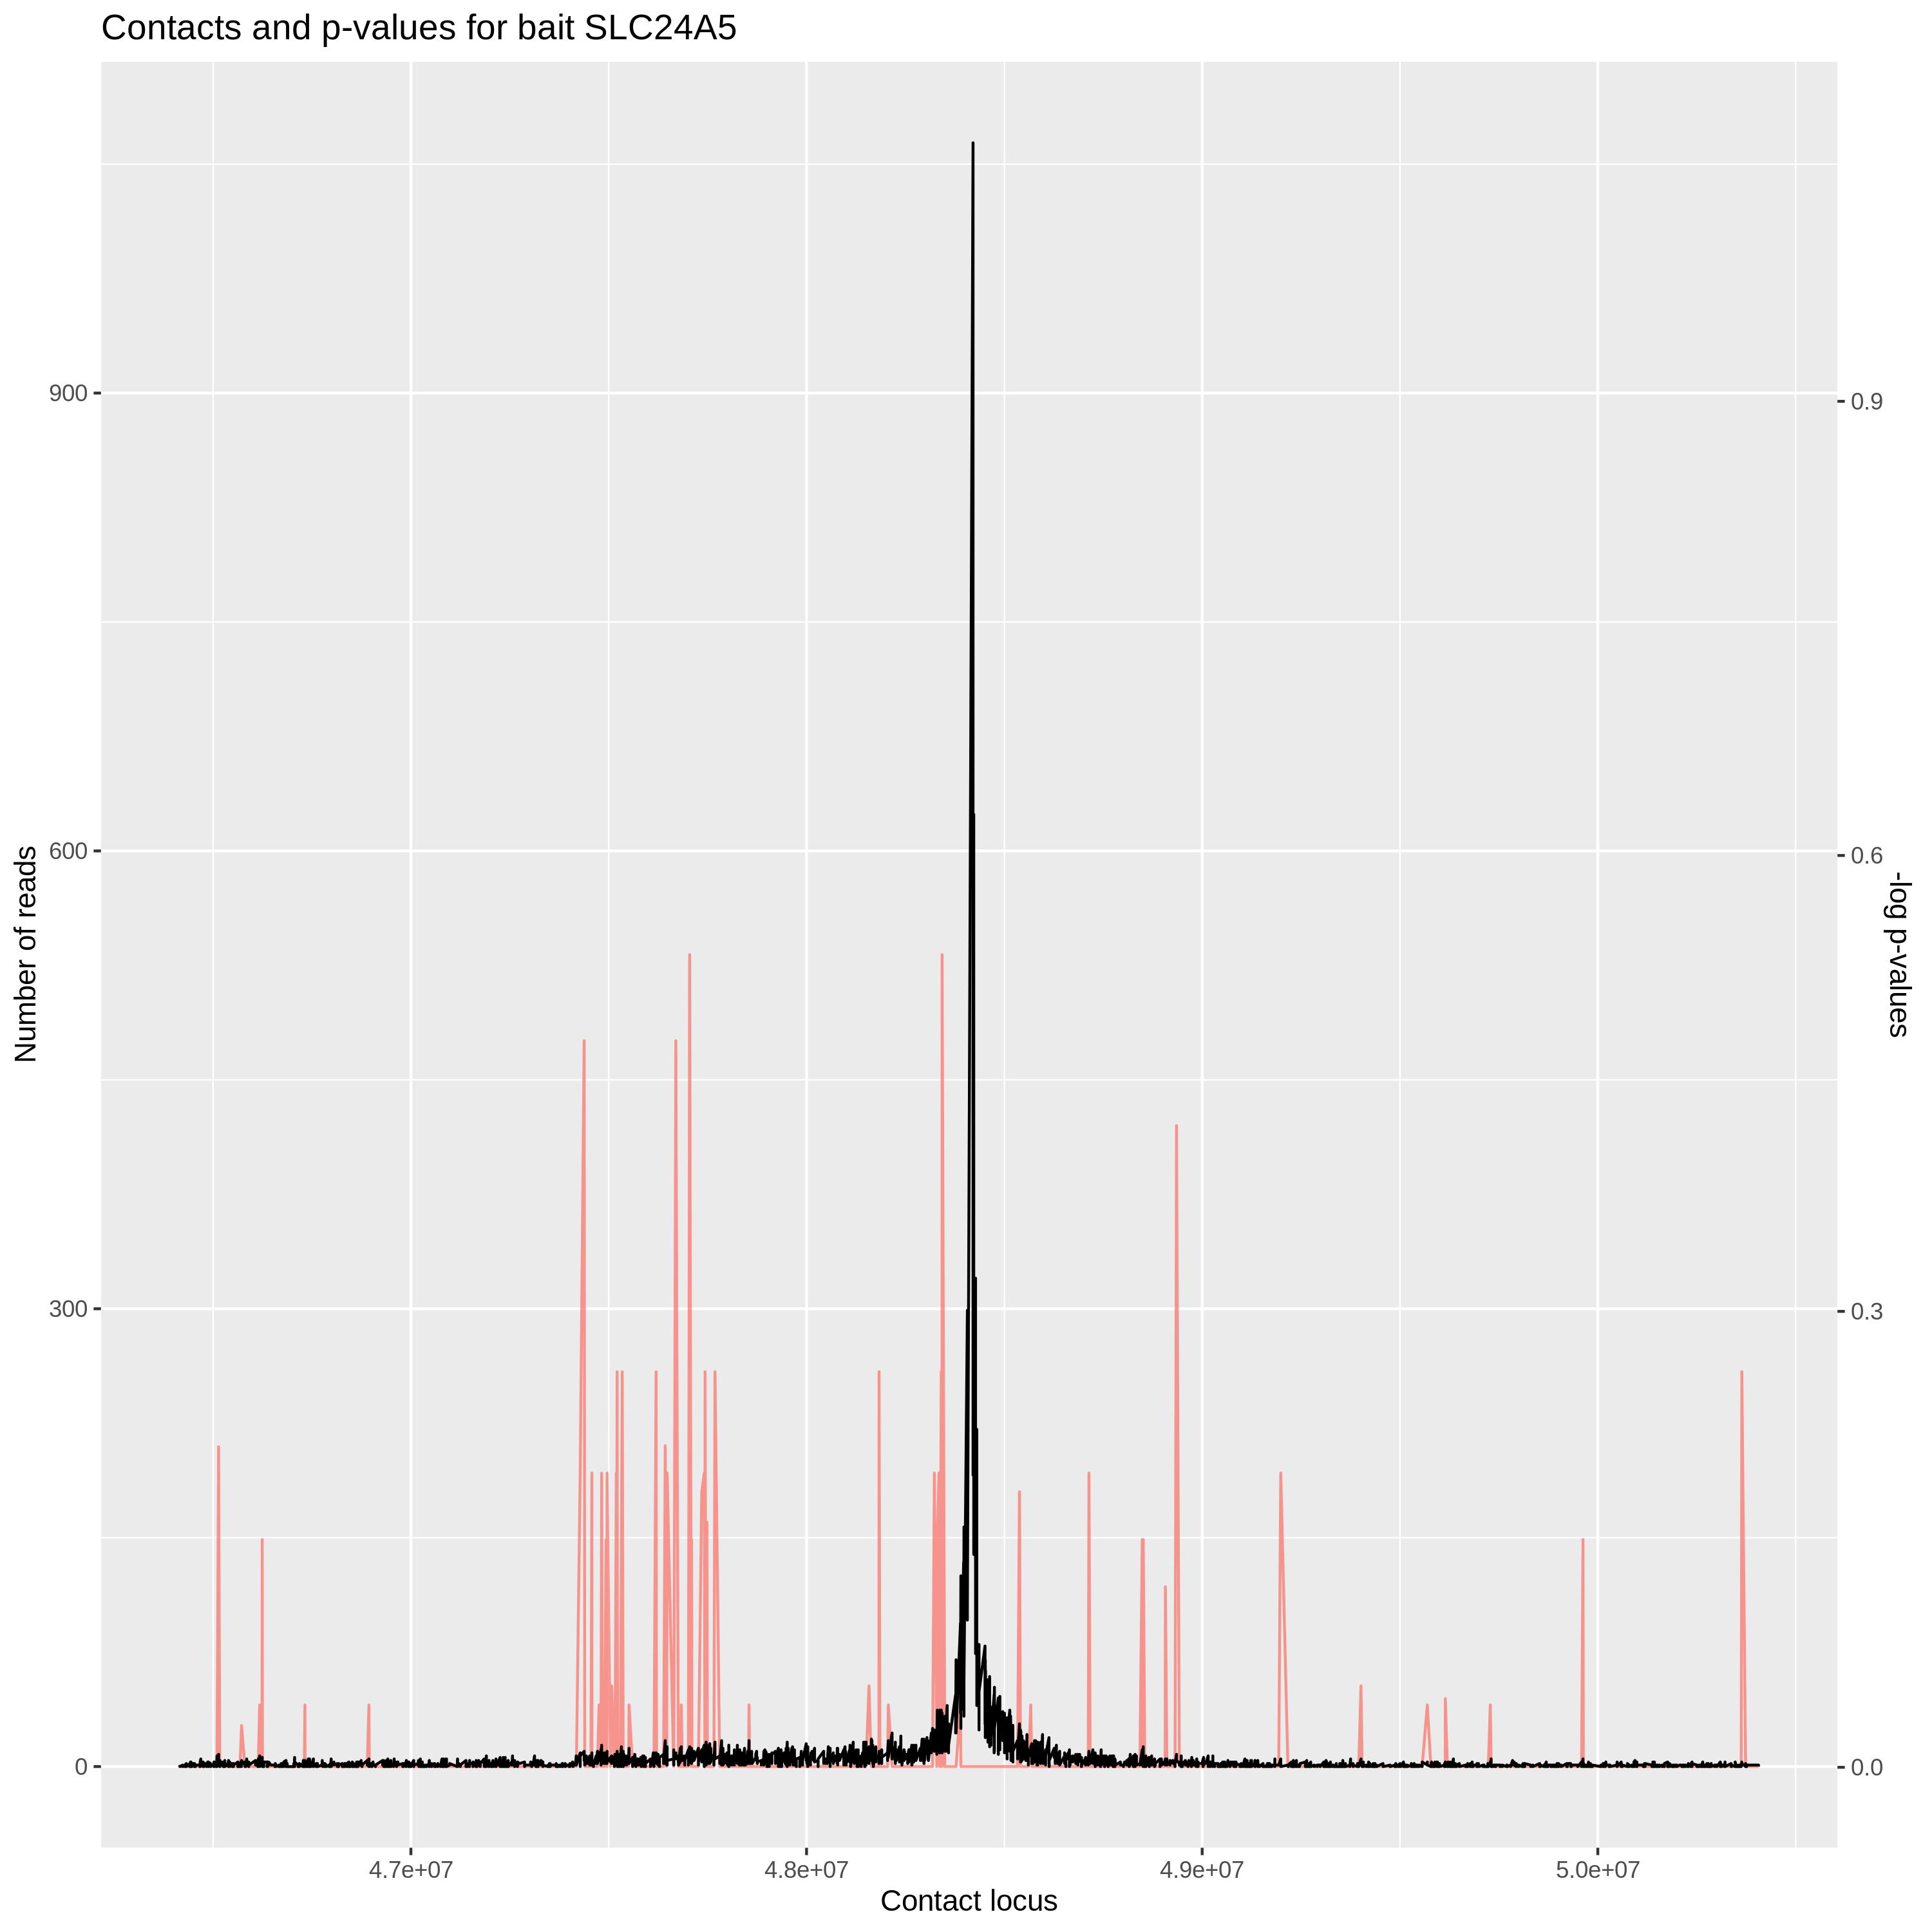 Contacts and p-values for bait SLC24A5
900
600
300
0
Number of reads
0.9
0.6
0.3
0.0
-log p-values
4.7e+07 4.8e+07 4.9e+07 5.0e+07
Contact locus